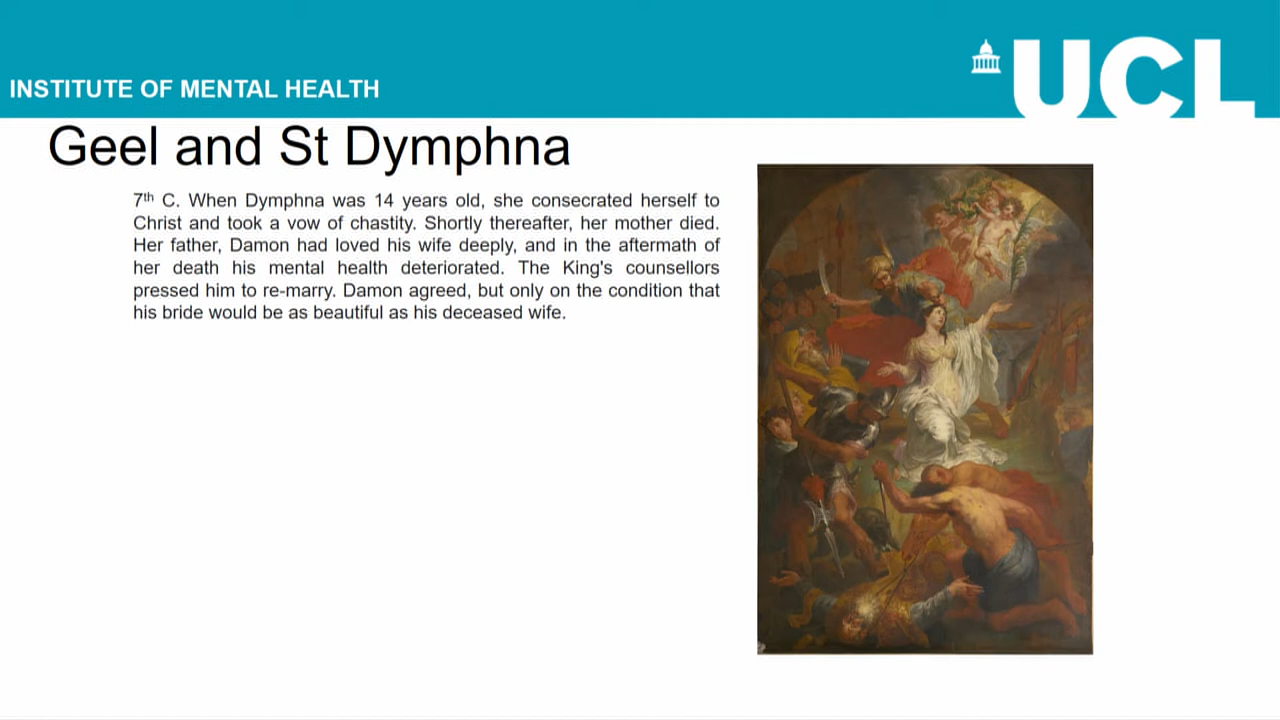 UCL
INSTITUTE OF MENTAL HEALTH
Geel and St Dymphna
7th C. When Dymphna was 14 years old, she consecrated herself to
Christ and took a vow of chastity. Shortly thereafter, her mother died.
Her father, Damon had loved his wife deeply, and in the aftermath of
her death his mental health deteriorated. The King's counsellors
pressed him to re-marry. Damon agreed, but only on the condition that
his bride would be as beautiful as his deceased wife.